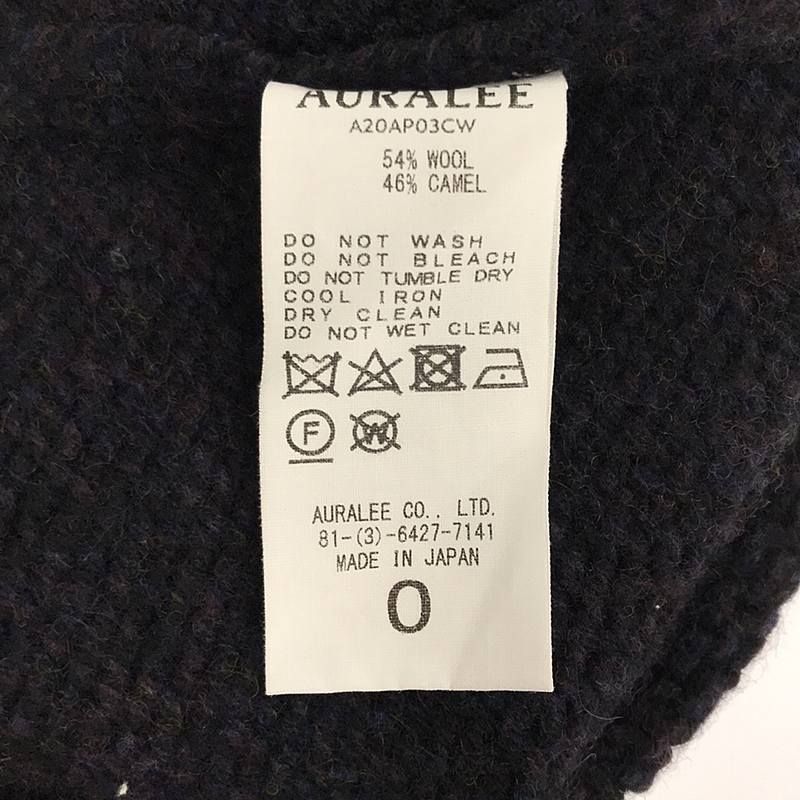 AURALEE
A20AP03CW
54% WOOL
46% CAMEL
DO NOT WASH
DO NOT BLEACH
DO NOT TUMBLE DRY
COOL IRON
DRY CLEAN
DO NOT WET CLEAN
F W
AURALEE CO., LTD.
81-(3)-6427-7141
MADE IN JAPAN
0